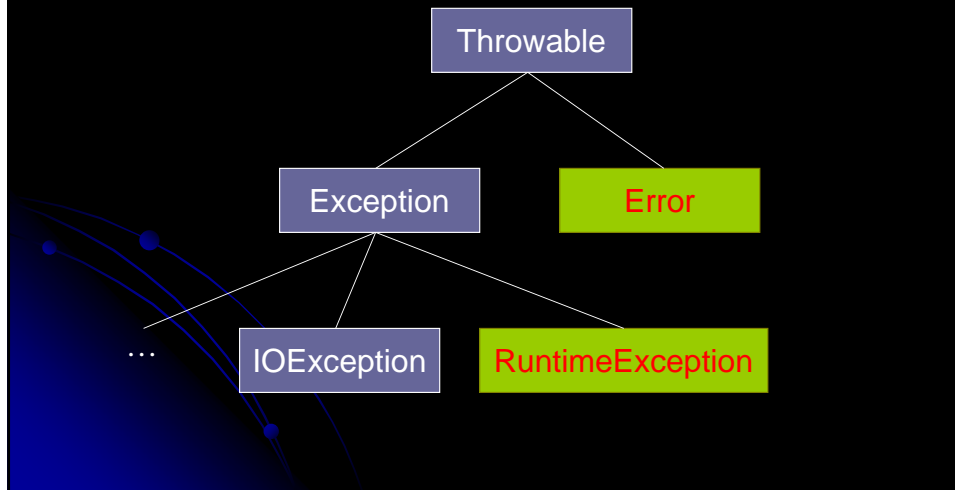 Throwable
Exception
Error
...
IOException
RuntimeException